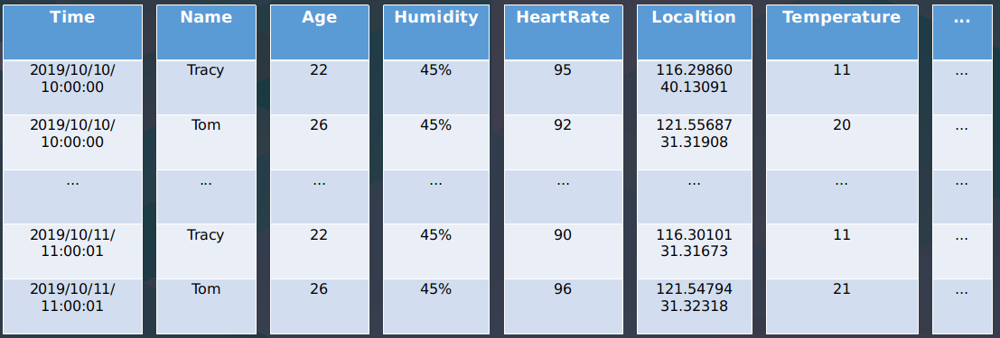 Time Name Age Humidity HeartRate Localtion Temperature ...
2019/10/10/ Tracy 22 45% 95 116.29860 11 ...
10:00:00 40.13091
2019/10/10/ Tom 26 45% 92 121.55687 20 ...
10:00:00 31.31908
... ... ... ... ... ... ... ...
2019/10/11/ Tracy 22 45% 90 116.30101 11 ...
11:00:01 31.31673
2019/10/11/ Tom 26 45% 96 121.54794 21 ...
11:00:01 31.32318